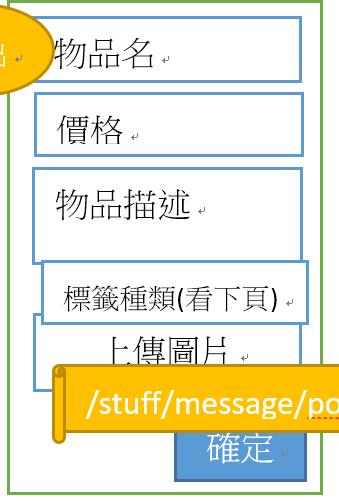 物品名
價格
物品描述
標籤種類(看下頁)
上傳圖片
/stuff/message/po
確定